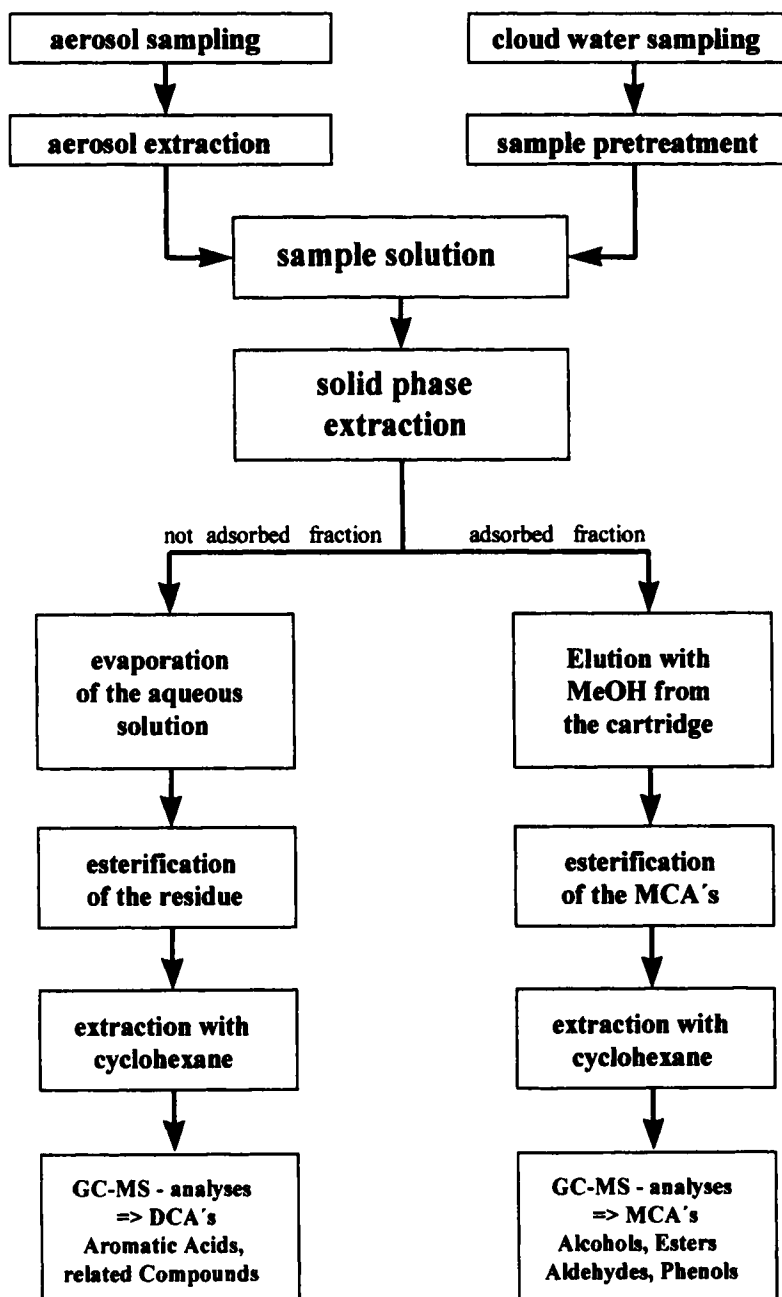 aerosol sampling
cloud water sampling
aerosol extraction
sample pretreatment
sample solution
solid phase
extraction
not adsorbed fraction
adsorbed fraction
evaporation
of the aqueous
solution
Elution with
MeOH from
the cartridge
esterification
of the residue
esterification
of the MCA´s
extraction with
cyclohexane
extraction with
cyclohexane
GC-MS - analyses
=> DCA´s
Aromatic Acids,
related Compounds
GC-MS - analyses
=> MCA´s
Alcohols, Esters
Aldehydes, Phenols